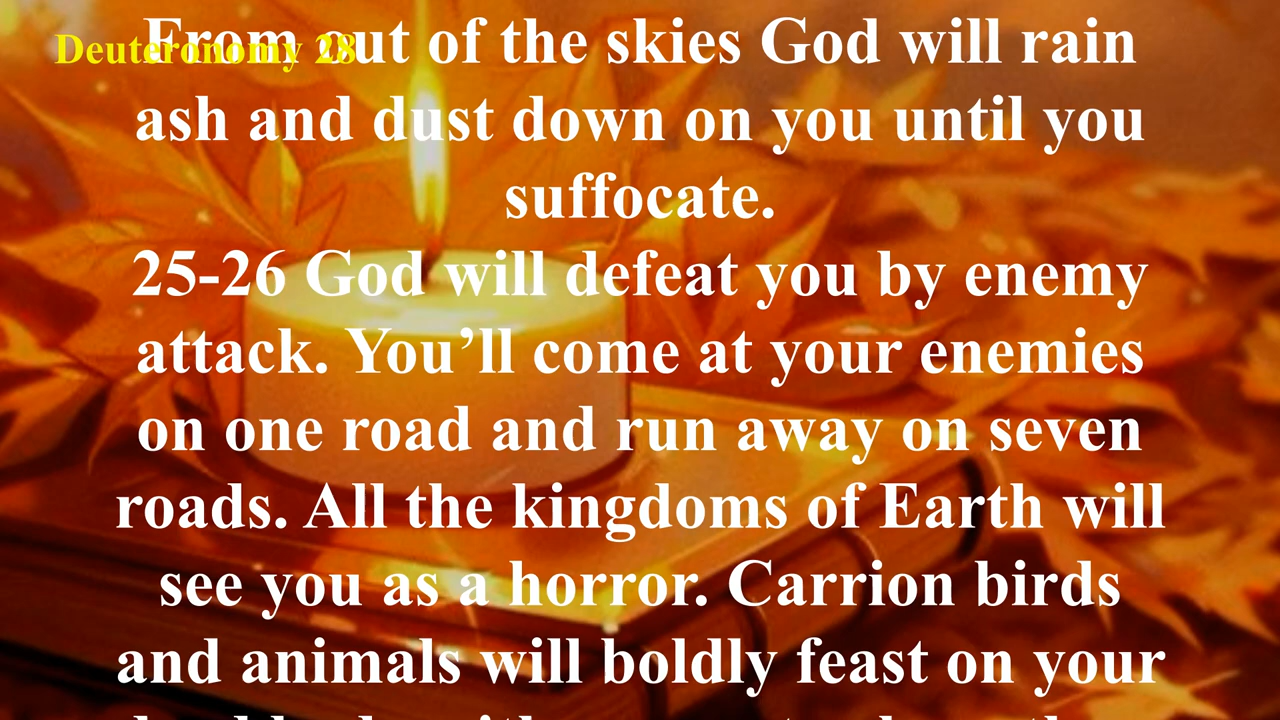 Deuteronomy 28
From out of the skies God will rain
ash and dust down on you until you
suffocate.
25-26 God will defeat you by enemy
attack. You’ll come at your enemies
on one road and run away on seven
roads. All the kingdoms of Earth will
see you as a horror. Carrion birds
and animals will boldly feast on your